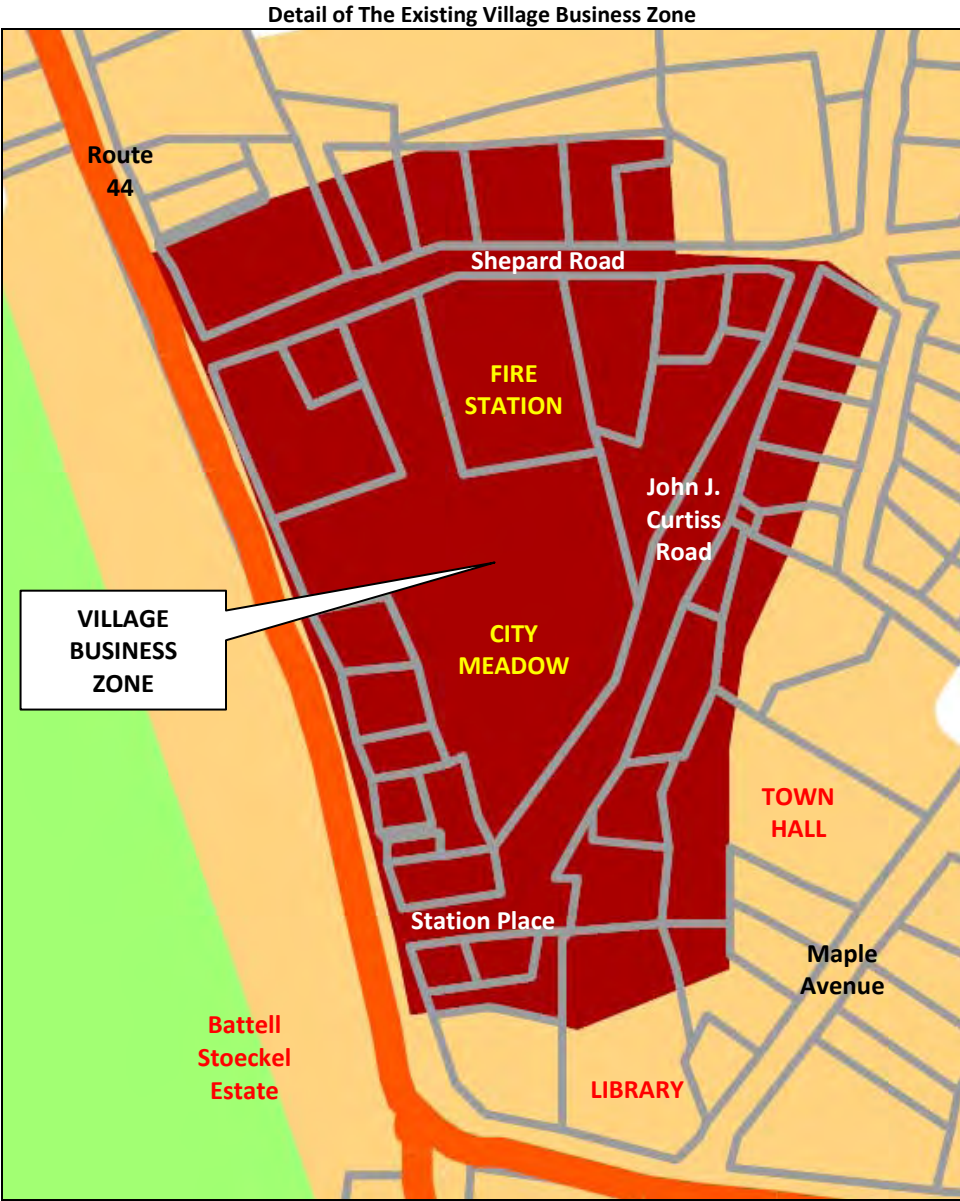 Detail of The Existing Village Business Zone
Route
44
Shepard Road
FIRE
STATION
John J.
Curtiss
Road
VILLAGE
BUSINESS
ZONE
CITY
MEADOW
TOWN
HALL
Station Place
Maple
Avenue
Battell
Stoeckel
Estate
LIBRARY